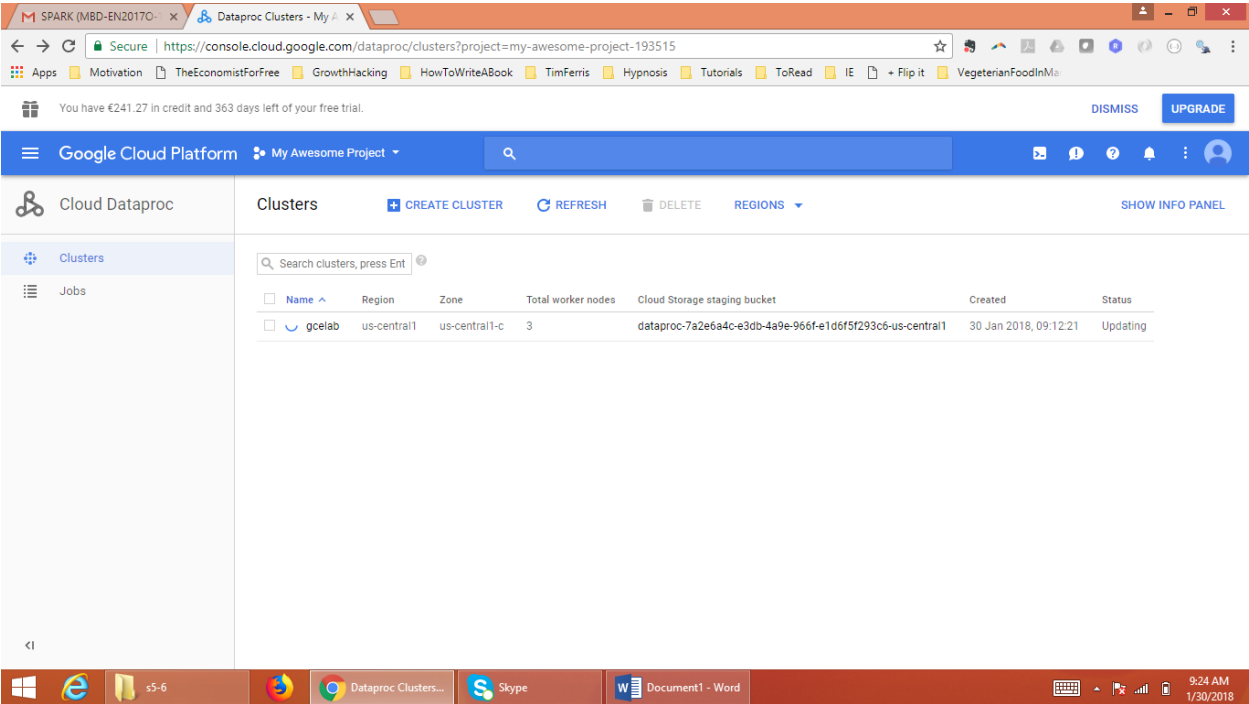 SPARK (MBD-EN2017O-
Dataproc Clusters - My A
Secure | https://console.cloud.google.com/dataproc/clusters?project=my-awesome-project-193515
Apps Motivation TheEconomistForFree GrowthHacking HowToWriteABook TimFerris Hypnosis Tutorials ToRead IE + Flip it VegeterianFoodInMa
You have €241.27 in credit and 363 days left of your free trial. DISMISS UPGRADE
Google Cloud Platform My Awesome Project
Cloud Dataproc Clusters CREATE CLUSTER REFRESH DELETE REGIONS SHOW INFO PANEL
Clusters
Jobs
Search clusters, press Ent
Name Region Zone Total worker nodes Cloud Storage staging bucket Created Status
gcelab us-central1 us-central1-c 3 dataproc-7a2e6a4c-e3db-4a9e-966f-e1d6f5f293c6-us-central1 30 Jan 2018, 09:12:21 Updating
s5-6 Dataproc Clusters... Skype Document1 - Word 9:24 AM
1/30/2018